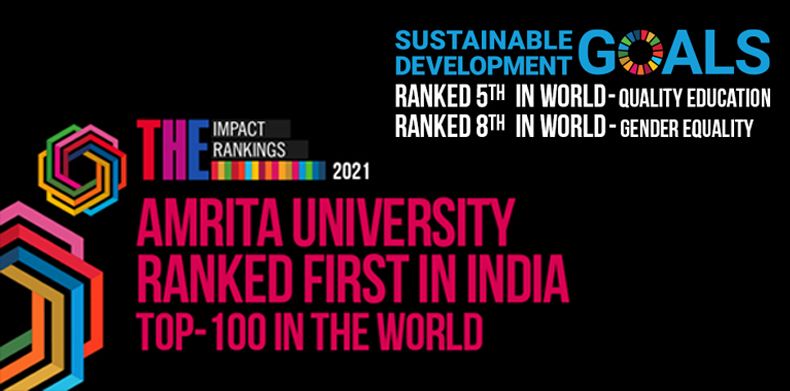 SUSTAINABLE
DEVELOPMENT GOALS
RANKED 5TH IN WORLD - QUALITY EDUCATION
RANKED 8TH IN WORLD - GENDER EQUALITY
THE IMPACT
RANKINGS
2021
AMRITA UNIVERSITY
RANKED FIRST IN INDIA
TOP-100 IN THE WORLD